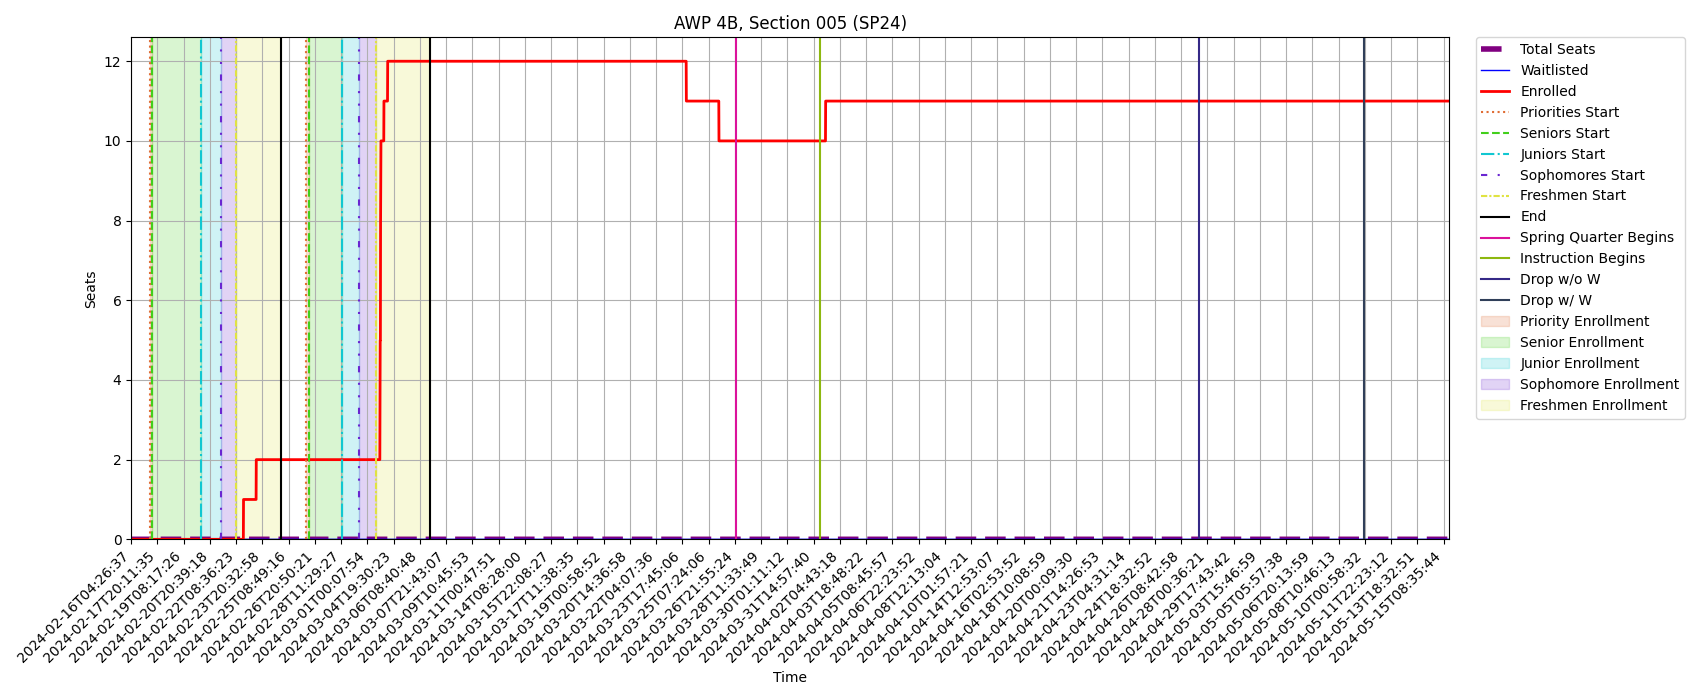 AWP 4B, Section 005 (SP24)
12
10
8
6
4
2
0
Seats
2024-02-16T04:26:37
2024-02-17T20:11:35
2024-02-19T08:17:26
2024-02-20T20:39:18
2024-02-22T08:36:23
2024-02-23T20:32:58
2024-02-25T08:49:16
2024-02-26T20:50:21
2024-02-28T11:29:27
2024-03-01T00:07:54
2024-03-04T19:30:23
2024-03-06T08:40:48
2024-03-07T21:43:07
2024-03-09T10:45:53
2024-03-11T00:47:51
2024-03-14T08:28:00
2024-03-15T22:08:27
2024-03-17T11:38:35
2024-03-19T00:58:52
2024-03-20T14:36:58
2024-03-22T04:07:36
2024-03-23T17:45:06
2024-03-25T07:24:06
2024-03-26T21:55:24
2024-03-28T11:33:49
2024-03-30T01:11:12
2024-03-31T14:57:40
2024-04-02T04:43:18
2024-04-03T18:48:22
2024-04-05T08:45:57
2024-04-06T22:23:52
2024-04-08T12:13:04
2024-04-10T01:57:21
2024-04-14T12:53:07
2024-04-16T02:53:52
2024-04-18T10:08:59
2024-04-20T00:09:30
2024-04-21T14:26:53
2024-04-23T04:31:14
2024-04-24T18:32:52
2024-04-26T08:42:58
2024-04-28T00:36:21
2024-04-29T17:43:42
2024-05-03T15:46:59
2024-05-05T05:57:38
2024-05-06T20:13:59
2024-05-08T10:46:13
2024-05-10T00:58:32
2024-05-11T22:23:12
2024-05-13T18:32:51
2024-05-15T08:35:44
Time
Total Seats
Waitlisted
Enrolled
Priorities Start
Seniors Start
Juniors Start
Sophomores Start
Freshmen Start
End
Spring Quarter Begins
Instruction Begins
Drop w/o W
Drop w/ W
Priority Enrollment
Senior Enrollment
Junior Enrollment
Sophomore Enrollment
Freshmen Enrollment